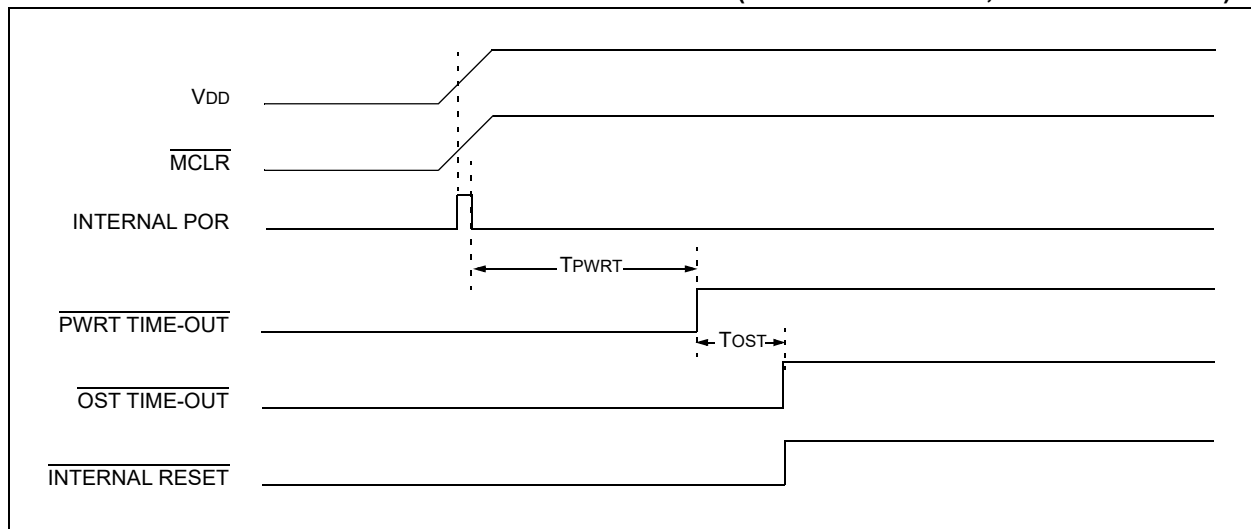 VDD
MCLR
INTERNAL POR
TPWRT
PWRT TIME-OUT
TOST
OST TIME-OUT
INTERNAL RESET